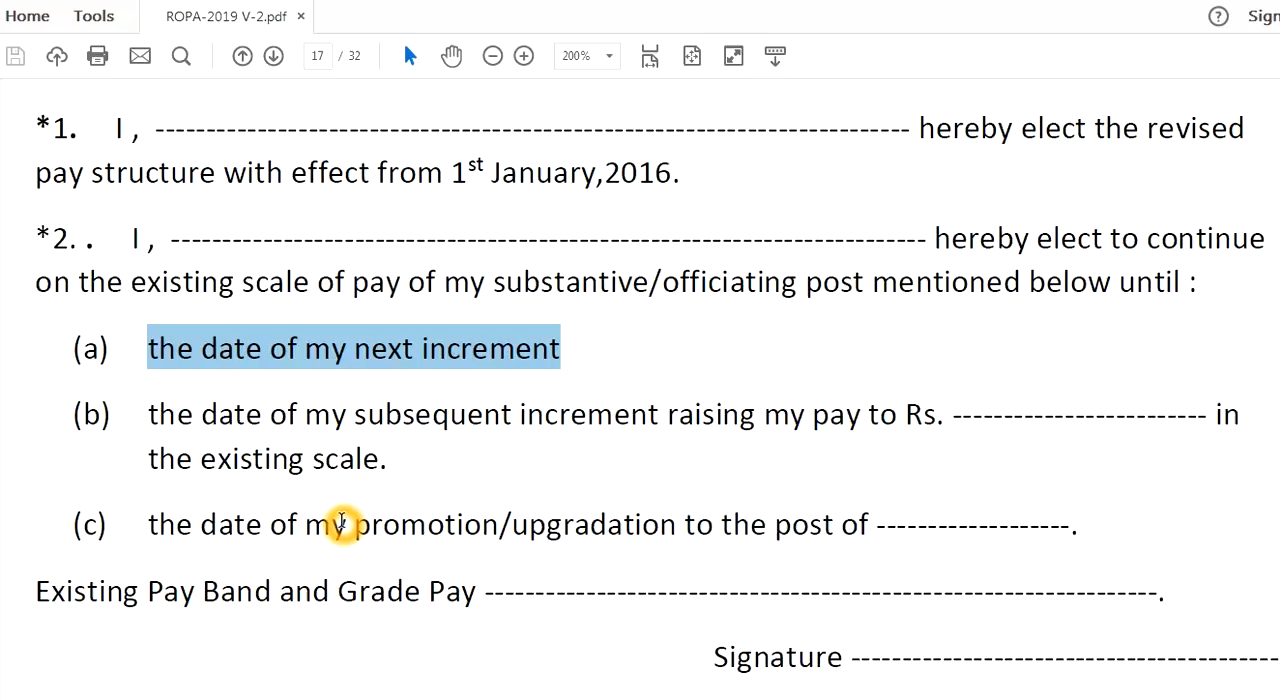 Home Tools ROPA-2019 V-2.pdf × ? Sign
17 / 32 200%
*1. I , -------------------------------------------------------------------------- hereby elect the revised
pay structure with effect from 1st January,2016.
*2. . I , -------------------------------------------------------------------------- hereby elect to continue
on the existing scale of pay of my substantive/officiating post mentioned below until :
(a) the date of my next increment
(b) the date of my subsequent increment raising my pay to Rs. ------------------------- in
the existing scale.
(c) the date of my promotion/upgradation to the post of -------------------.
Existing Pay Band and Grade Pay ------------------------------------------------------------------.
Signature ------------------------------------------